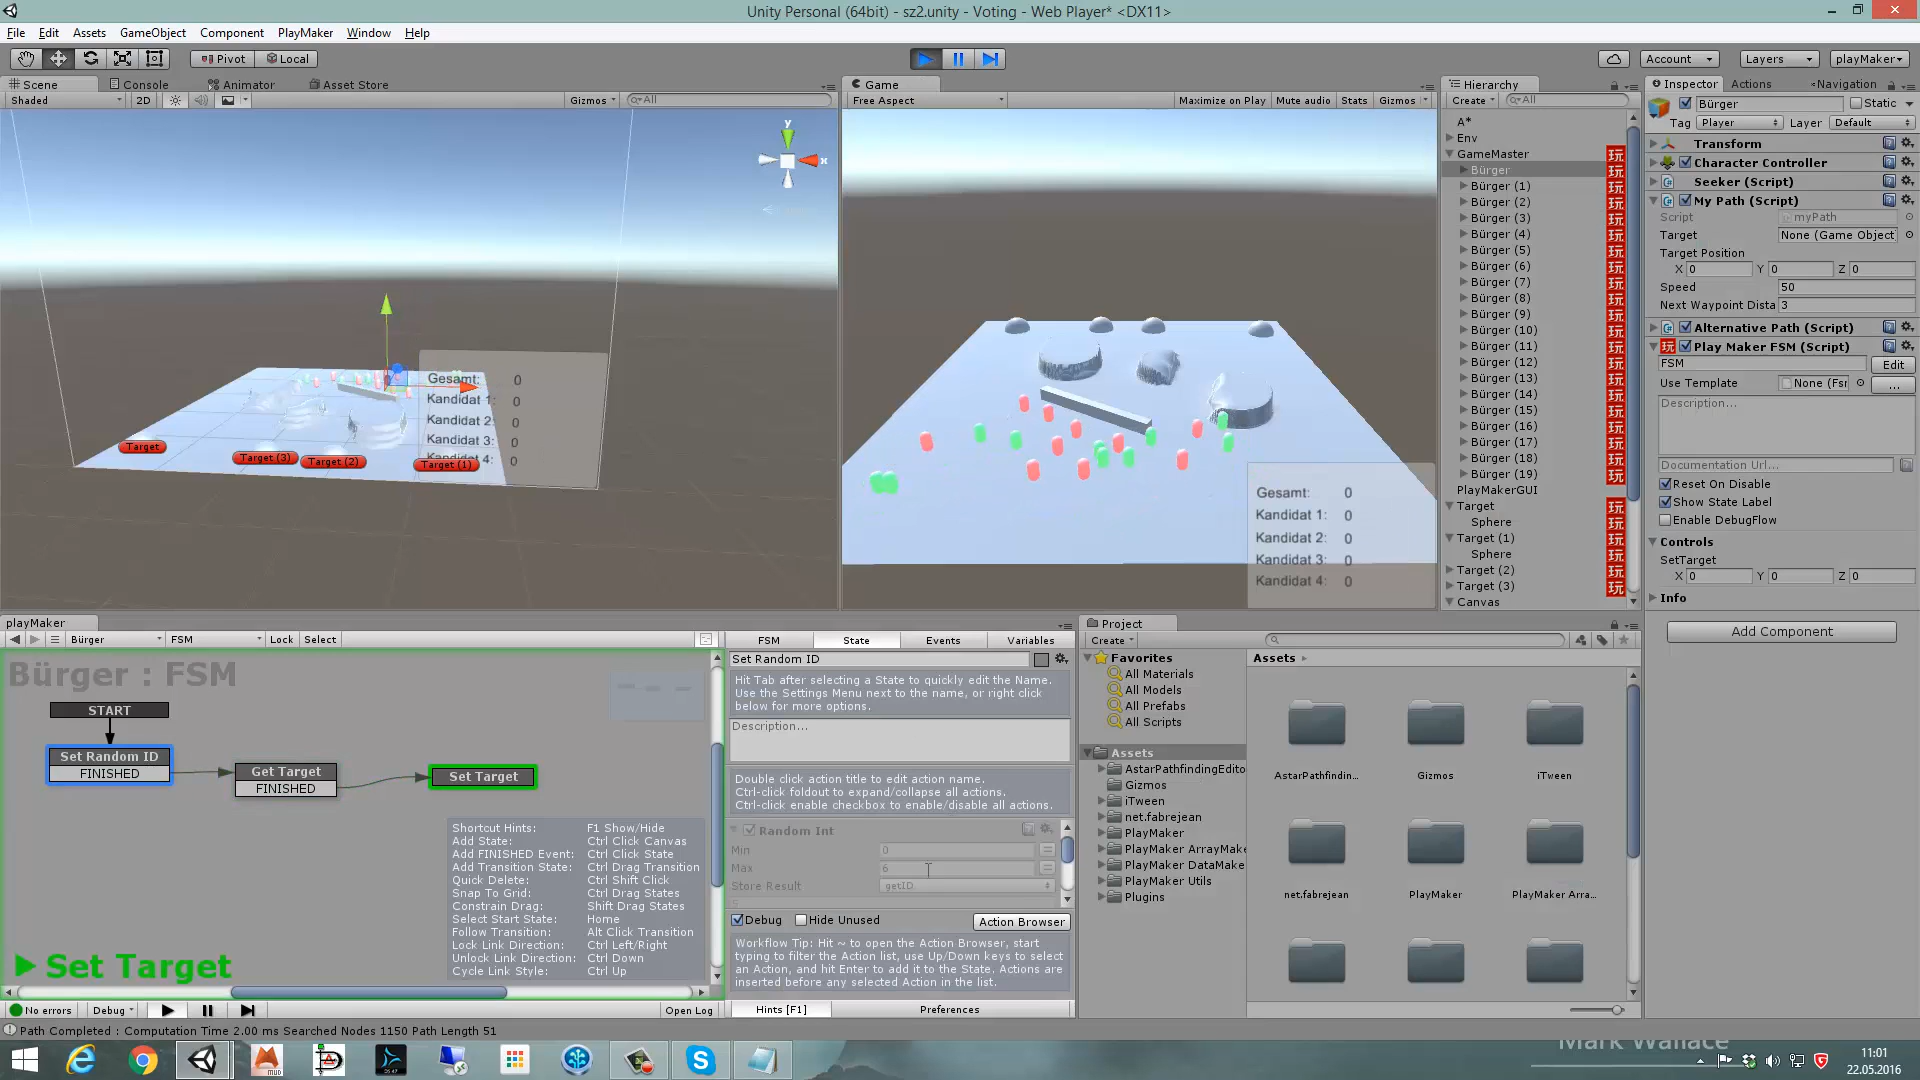 Unity Personal (64bit) - sz2.unity - Voting - Web Player* <DX11>
File Edit Assets GameObject Component PlayMaker Window Help
Pivot Local
Account Layers playMaker
Scene Console Animator Asset Store
Shaded 2D Gizmos All
y
x
Gesamt: 0
Kandidat 1: 0
Kandidat 2: 0
Kandidat 3: 0
Kandidat 4: 0
Target
Target (3)
Target (2)
Target (1)
Game
Free Aspect Maximize on Play Mute audio Stats Gizmos
Gesamt: 0
Kandidat 1: 0
Kandidat 2: 0
Kandidat 3: 0
Kandidat 4: 0
Hierarchy
Create All
A*
Env
GameMaster
Bürger
Bürger (1)
Bürger (2)
Bürger (3)
Bürger (4)
Bürger (5)
Bürger (6)
Bürger (7)
Bürger (8)
Bürger (9)
Bürger (10)
Bürger (11)
Bürger (12)
Bürger (13)
Bürger (14)
Bürger (15)
Bürger (16)
Bürger (17)
Bürger (18)
Bürger (19)
PlayMakerGUI
Target
Sphere
Target (1)
Sphere
Target (2)
Target (3)
Canvas
Inspector Actions Navigation
Bürger Static
Tag Player Layer Default
Transform
Character Controller
Seeker (Script)
My Path (Script)
Script myPath
Target None (Game Object
Target Position
X 0 Y 0 Z 0
Speed 50
Next Waypoint Dista 3
Alternative Path (Script)
玩 Play Maker FSM (Script)
FSM Edit
Use Template None (Fsr ...
Description...
Documentation Url...
Reset On Disable
Show State Label
Enable DebugFlow
Controls
SetTarget
X 0 Y 0 Z 0
Info
Add Component
playMaker
Bürger FSM Lock Select
Bürger : FSM
START
Set Random ID
FINISHED
Get Target
FINISHED
Set Target
Shortcut Hints: F1 Show/Hide
Add State: Ctrl Click Canvas
Add FINISHED Event: Ctrl Click State
Add Transition State: Ctrl Drag Transition
Quick Delete: Ctrl Shift Click
Snap To Grid: Ctrl Drag States
Constrain Drag: Shift Drag States
Select Start State: Home
Follow Transition: Alt Click Transition
Lock Link Direction: Ctrl Left/Right
Unlock Link Direction: Ctrl Down
Cycle Link Style: Ctrl Up
Set Target
No errors Debug Open Log
FSM State Events Variables
Set Random ID
Hit Tab after selecting a State to quickly edit the Name.
Use the Settings Menu next to the name, or right click
below for more options.
Description...
Double click action title to edit action name.
Ctrl-click foldout to expand/collapse all actions.
Ctrl-click enable checkbox to enable/disable all actions.
Random Int
Min 0
Max 6
Store Result getID
Debug Hide Unused Action Browser
Workflow Tip: Hit ~ to open the Action Browser, start
typing to filter the Action list, use Up/Down keys to select
an Action, and hit Enter to add it to the State. Actions are
inserted before any selected Action in the list.
Hints [F1] Preferences
Project
Create
Favorites
All Materials
All Models
All Prefabs
All Scripts
Assets
AstarPathfindingEdito
Gizmos
iTween
net.fabrejean
PlayMaker
PlayMaker ArrayMake
PlayMaker DataMake
PlayMaker Utils
Plugins
Assets
AstarPathfindin...
Gizmos
iTween
net.fabrejean
PlayMaker
PlayMaker Arra...
Path Completed : Computation Time 2.00 ms Searched Nodes 1150 Path Length 51
Mark Wallace
11:01
22.05.2016